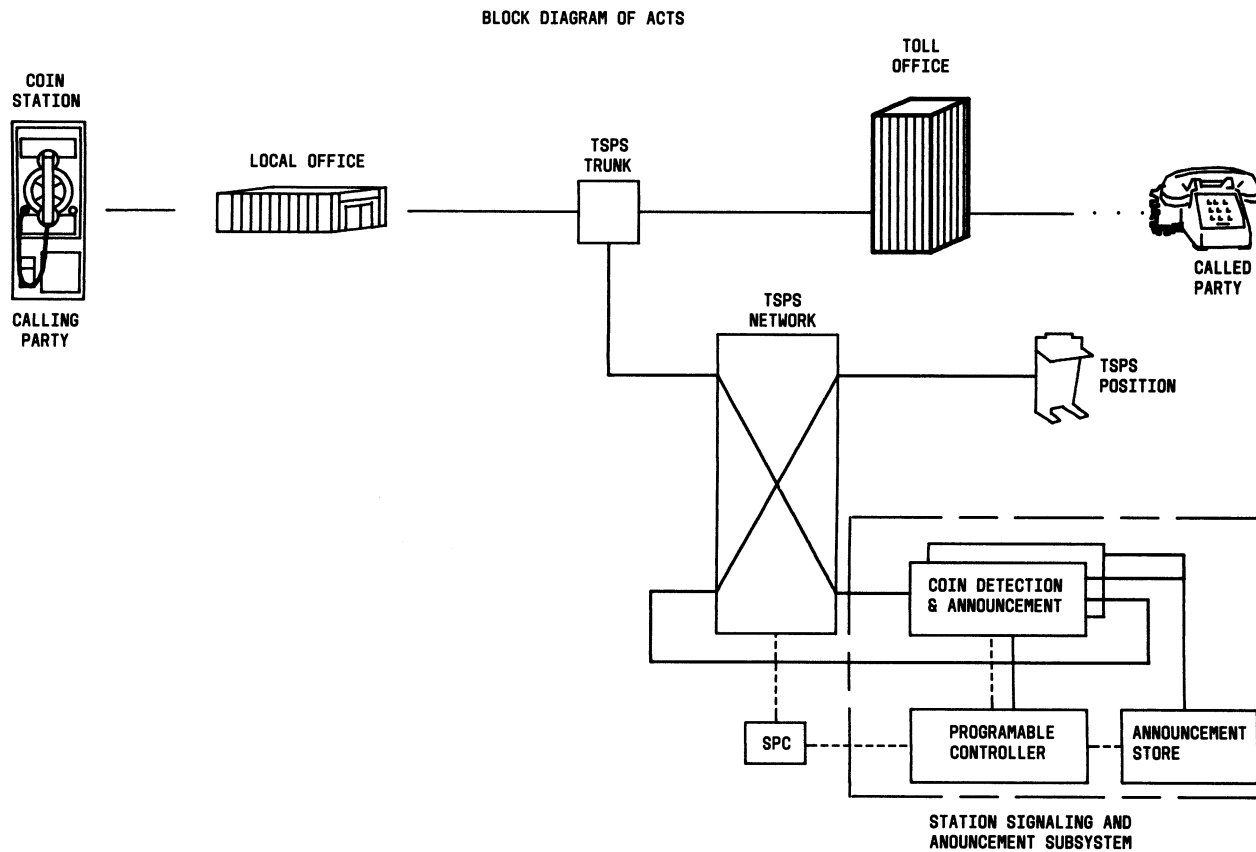 BLOCK DIAGRAM OF ACTS
TOLL
OFFICE
COIN
STATION
LOCAL OFFICE
TSPS
TRUNK
CALLED
PARTY
CALLING
PARTY
TSPS
NETWORK
TSPS
POSITION
COIN DETECTION
& ANNOUNCEMENT
SPC
PROGRAMABLE
CONTROLLER
ANNOUNCEMENT
STORE
STATION SIGNALING AND
ANOUNCEMENT SUBSYSTEM